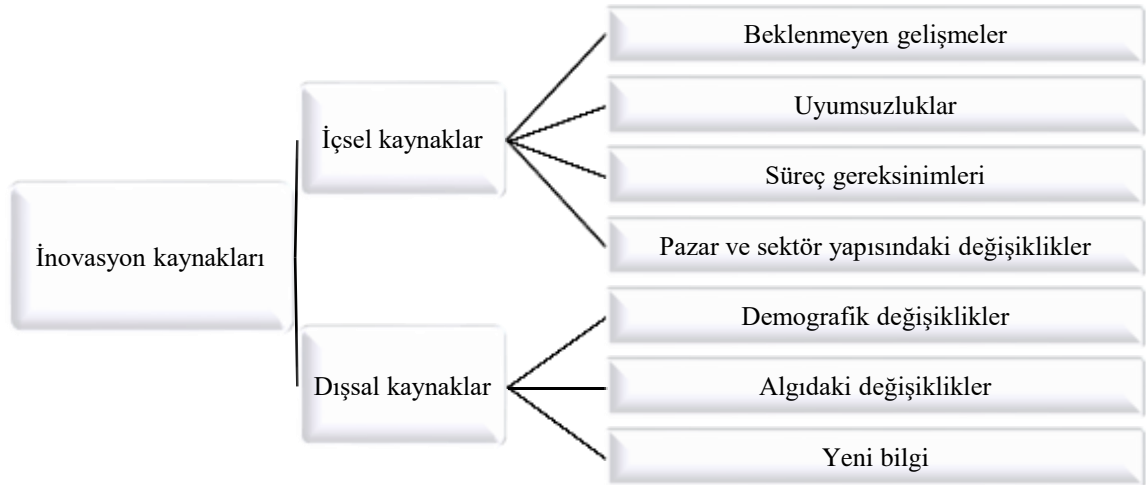 İnovasyon kaynakları
İçsel kaynaklar
Beklenmeyen gelişmeler
Uyumsuzluklar
Süreç gereksinimleri
Pazar ve sektör yapısındaki değişiklikler
Dışsal kaynaklar
Demografik değişiklikler
Algıdaki değişiklikler
Yeni bilgi